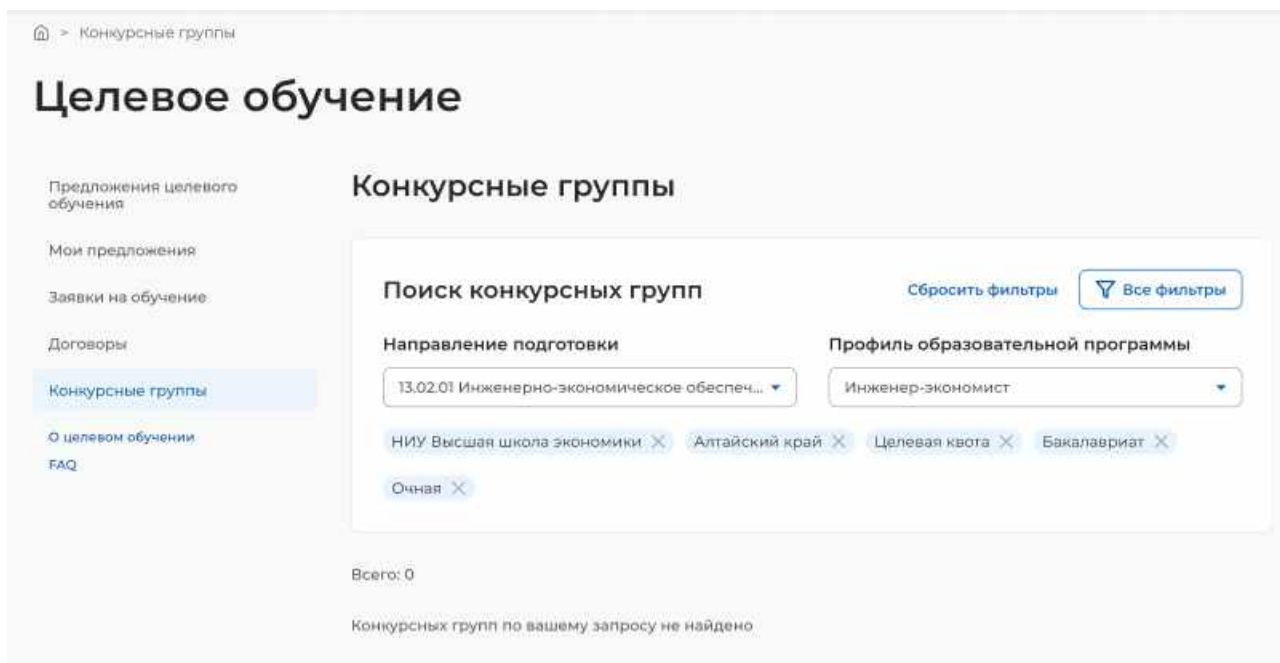 > Конкурсные группы
Целевое обучение
Предложения целевого
обучения
Мои предложения
Заявки на обучение
Договоры
Конкурсные группы
О целевом обучении
FAQ
Конкурсные группы
Поиск конкурсных групп
Сбросить фильтры
Все фильтры
Направление подготовки
Профиль образовательной программы
13.02.01 Инженерно-экономическое обеспеч...
Инженер-экономист
НИУ Высшая школа экономики × Алтайский край × Целевая квота × Бакалавриат ×
Очная ×
Всего: 0
Конкурсных групп по вашему запросу не найдено